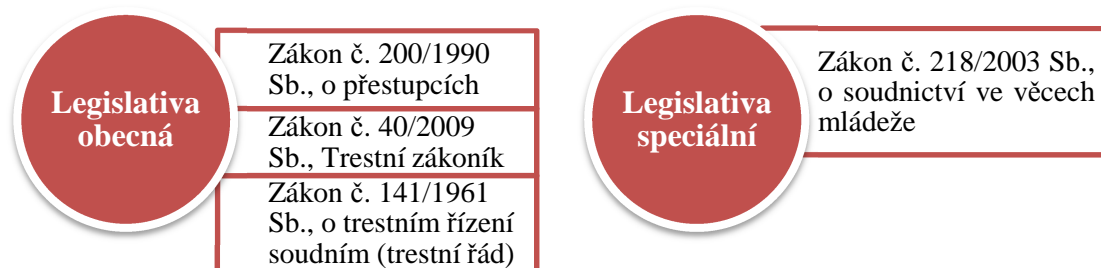 Legislativa
obecná
Zákon č. 200/1990
Sb., o přestupcích
Zákon č. 40/2009
Sb., Trestní zákoník
Zákon č. 141/1961
Sb., o trestním řízení
soudním (trestní řád)
Legislativa
speciální
Zákon č. 218/2003 Sb.,
o soudnictví ve věcech
mládeže